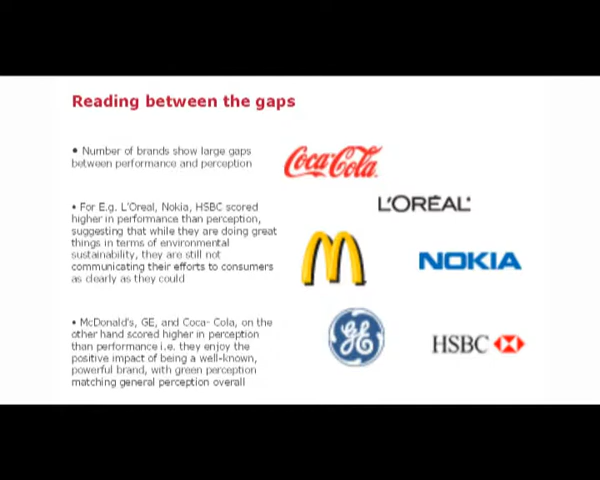 Reading between the gaps
• Number of brands show large gaps
between performance and perception
• For E.g. L'Oreal, Nokia, HSBC scored
higher in performance than perception,
suggesting that while they are doing great
things in terms of environmental
sustainability, they are still not
communicating their efforts to consumers
as clearly as they could
• McDonald's, GE, and Coca- Cola, on the
other hand scored higher in perception
than performance i.e. they enjoy the
positive impact of being a well-known,
powerful brand, with green perception
matching general perception overall
Coca-Cola
L'ORÉAL
M
NOKIA
GE
HSBC